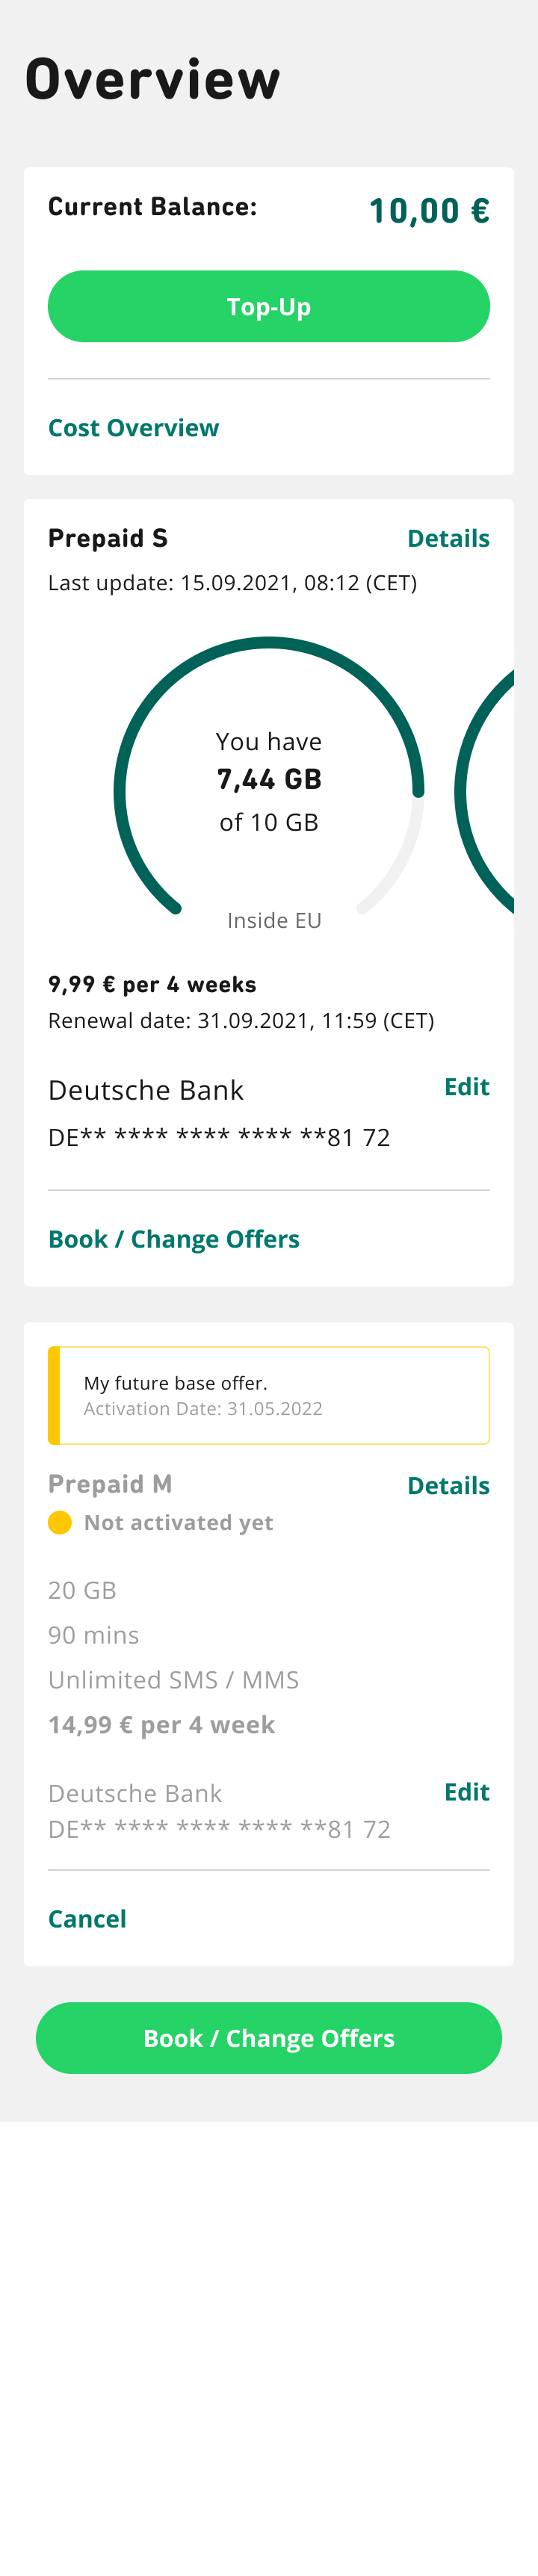 Overview
Current Balance:
10,00 €
Top-Up
Cost Overview
Prepaid S
Details
Last update: 15.09.2021, 08:12 (CET)
You have
7,44 GB
of 10 GB
Inside EU
9,99 € per 4 weeks
Renewal date: 31.09.2021, 11:59 (CET)
Deutsche Bank
Edit
DE** **** **** **** **81 72
Book / Change Offers
My future base offer.
Activation Date: 31.05.2022
Prepaid M
Details
Not activated yet
20 GB
90 mins
Unlimited SMS / MMS
14,99 € per 4 week
Deutsche Bank
Edit
DE** **** **** **** **81 72
Cancel
Book / Change Offers